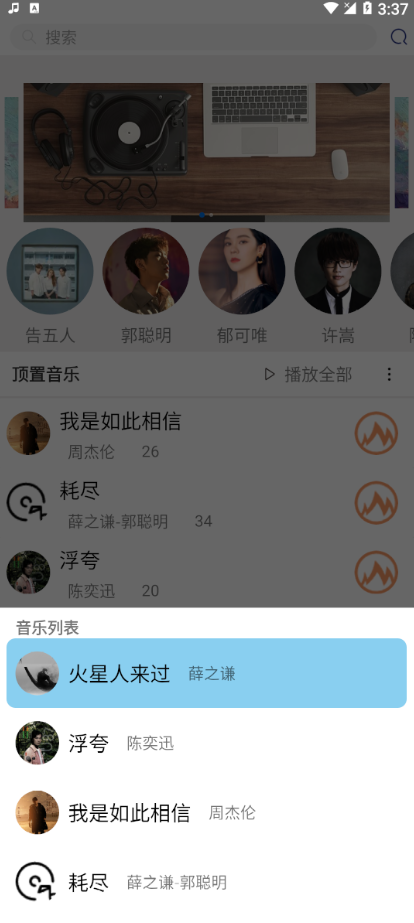 3:37
搜索
告五人 郭聪明 郁可唯 许嵩
顶置音乐 播放全部
我是如此相信
周杰伦 26
耗尽
薛之谦-郭聪明 34
浮夸
陈奕迅 20
音乐列表
火星人来过 薛之谦
浮夸 陈奕迅
我是如此相信 周杰伦
耗尽 薛之谦-郭聪明